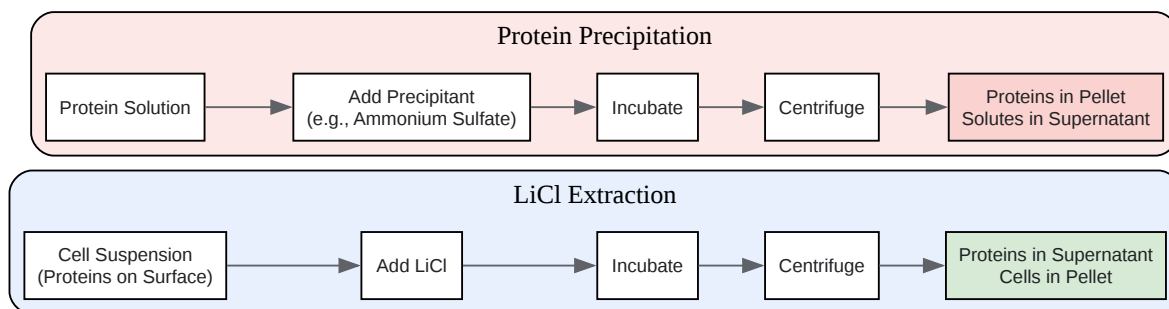 Protein Precipitation
Protein Solution
Add Precipitant
(e.g., Ammonium Sulfate)
Incubate
Centrifuge
Proteins in Pellet
Solutes in Supernatant
LiCl Extraction
Cell Suspension
(Proteins on Surface)
Add LiCl
Incubate
Centrifuge
Proteins in Supernatant
Cells in Pellet